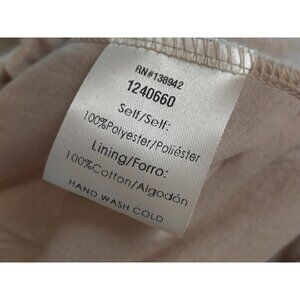 RN#138942
1240660
Self/Self:
100%Polyester/Poliéster
Lining/Forro:
100%Cotton/Algodón
HAND WASH COLD